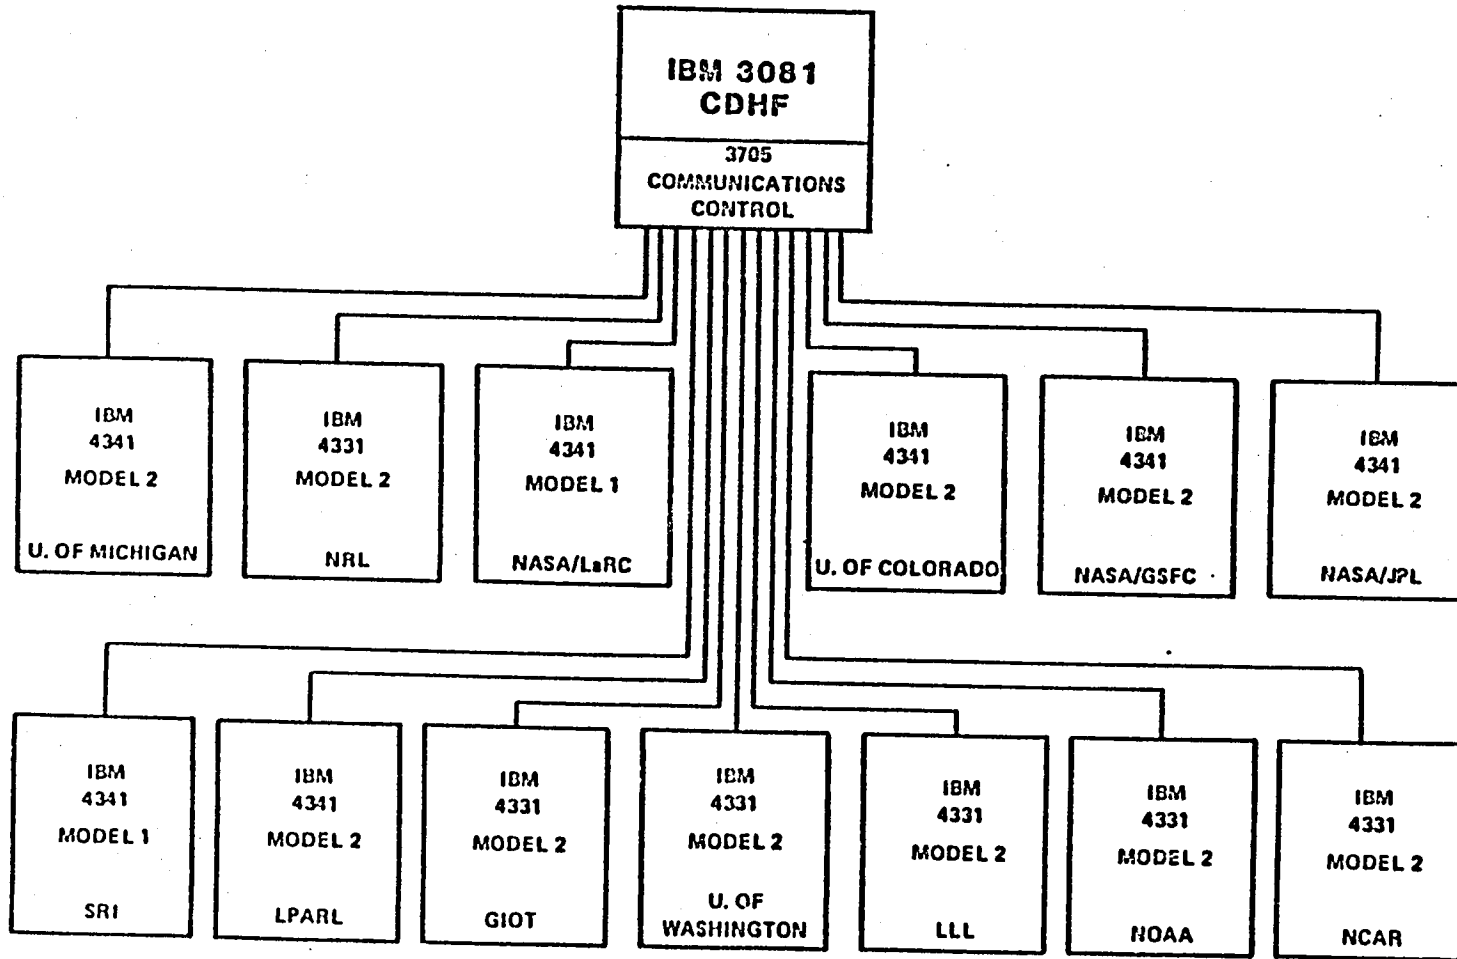 IBM 3081
CDHF
3705
COMMUNICATIONS
CONTROL
IBM
4341
MODEL 2
U. OF MICHIGAN
IBM
4331
MODEL 2
NRL
IBM
4341
MODEL 1
NASA/LaRC
IBM
4341
MODEL 2
U. OF COLORADO
IBM
4341
MODEL 2
NASA/GSFC
IBM
4341
MODEL 2
NASA/JPL
IBM
4341
MODEL 1
SRI
IBM
4341
MODEL 2
LPARL
IBM
4331
MODEL 2
GIOT
IBM
4331
MODEL 2
U. OF
WASHINGTON
IBM
4331
MODEL 2
LLL
IBM
4331
MODEL 2
NOAA
IBM
4331
MODEL 2
NCAR